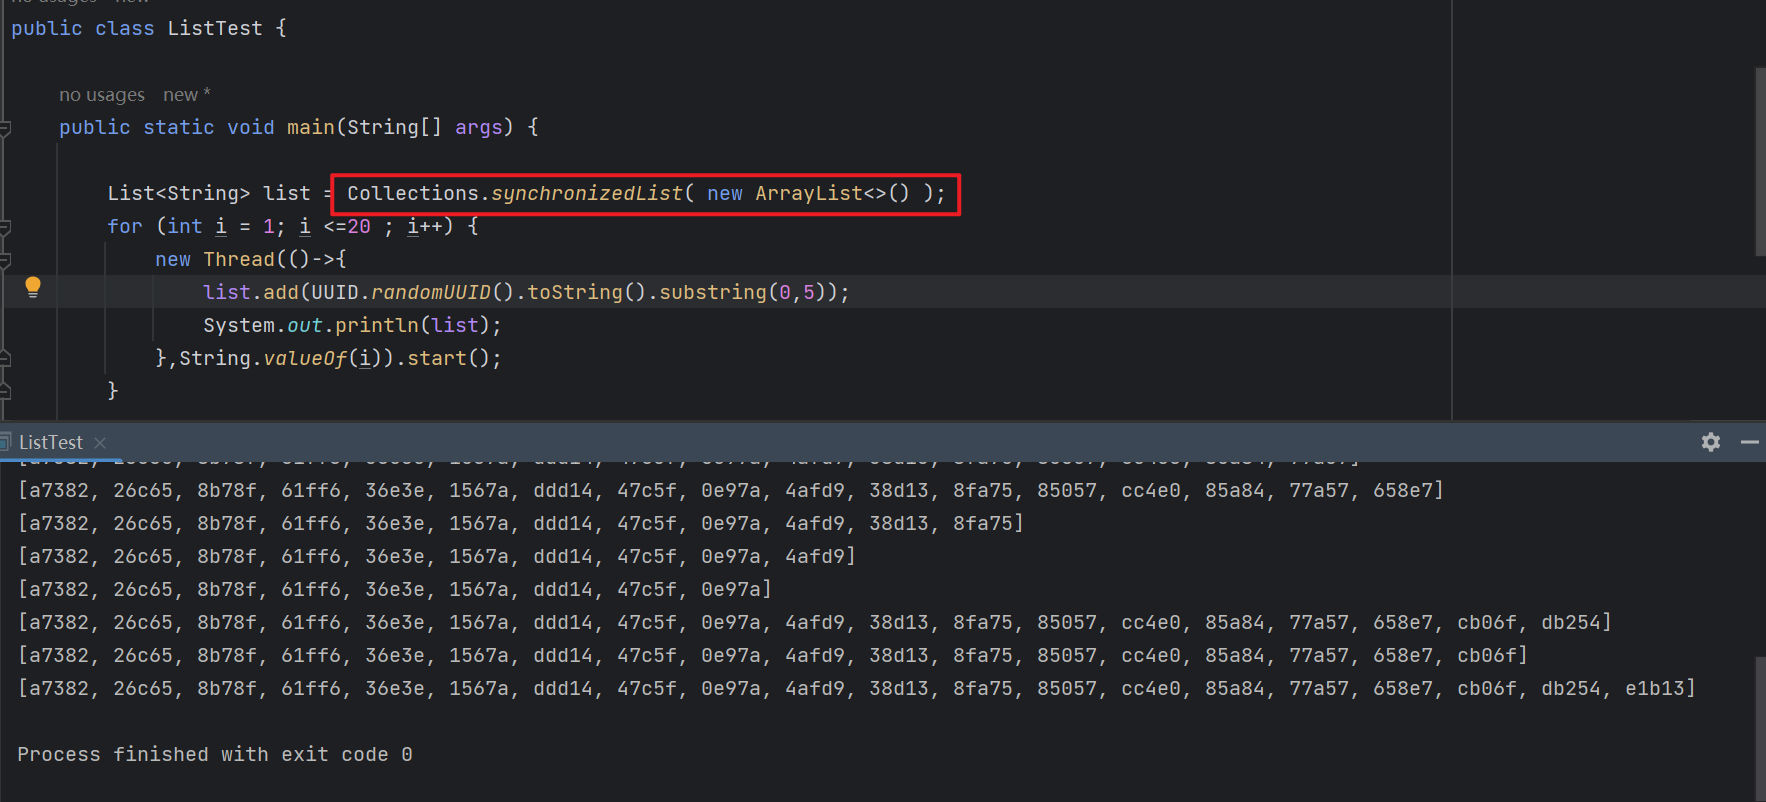 public class ListTest {
no usages new *
public static void main(String[] args) {
List<String> list = Collections.synchronizedList( new ArrayList<>() );
for (int i = 1; i <=20 ; i++) {
new Thread(()->{
list.add(UUID.randomUUID().toString().substring(0,5));
System.out.println(list);
},String.valueOf(i)).start();
}
ListTest
[a7382, 26c65, 8b78f, 61ff6, 36e3e, 1567a, ddd14, 47c5f, 0e97a, 4afd9, 38d13, 8fa75, 85057, cc4e0, 85a84, 77a57, 658e7]
[a7382, 26c65, 8b78f, 61ff6, 36e3e, 1567a, ddd14, 47c5f, 0e97a, 4afd9, 38d13, 8fa75]
[a7382, 26c65, 8b78f, 61ff6, 36e3e, 1567a, ddd14, 47c5f, 0e97a, 4afd9]
[a7382, 26c65, 8b78f, 61ff6, 36e3e, 1567a, ddd14, 47c5f, 0e97a]
[a7382, 26c65, 8b78f, 61ff6, 36e3e, 1567a, ddd14, 47c5f, 0e97a, 4afd9, 38d13, 8fa75, 85057, cc4e0, 85a84, 77a57, 658e7, cb06f, db254]
[a7382, 26c65, 8b78f, 61ff6, 36e3e, 1567a, ddd14, 47c5f, 0e97a, 4afd9, 38d13, 8fa75, 85057, cc4e0, 85a84, 77a57, 658e7, cb06f]
[a7382, 26c65, 8b78f, 61ff6, 36e3e, 1567a, ddd14, 47c5f, 0e97a, 4afd9, 38d13, 8fa75, 85057, cc4e0, 85a84, 77a57, 658e7, cb06f, db254, e1b13]
Process finished with exit code 0